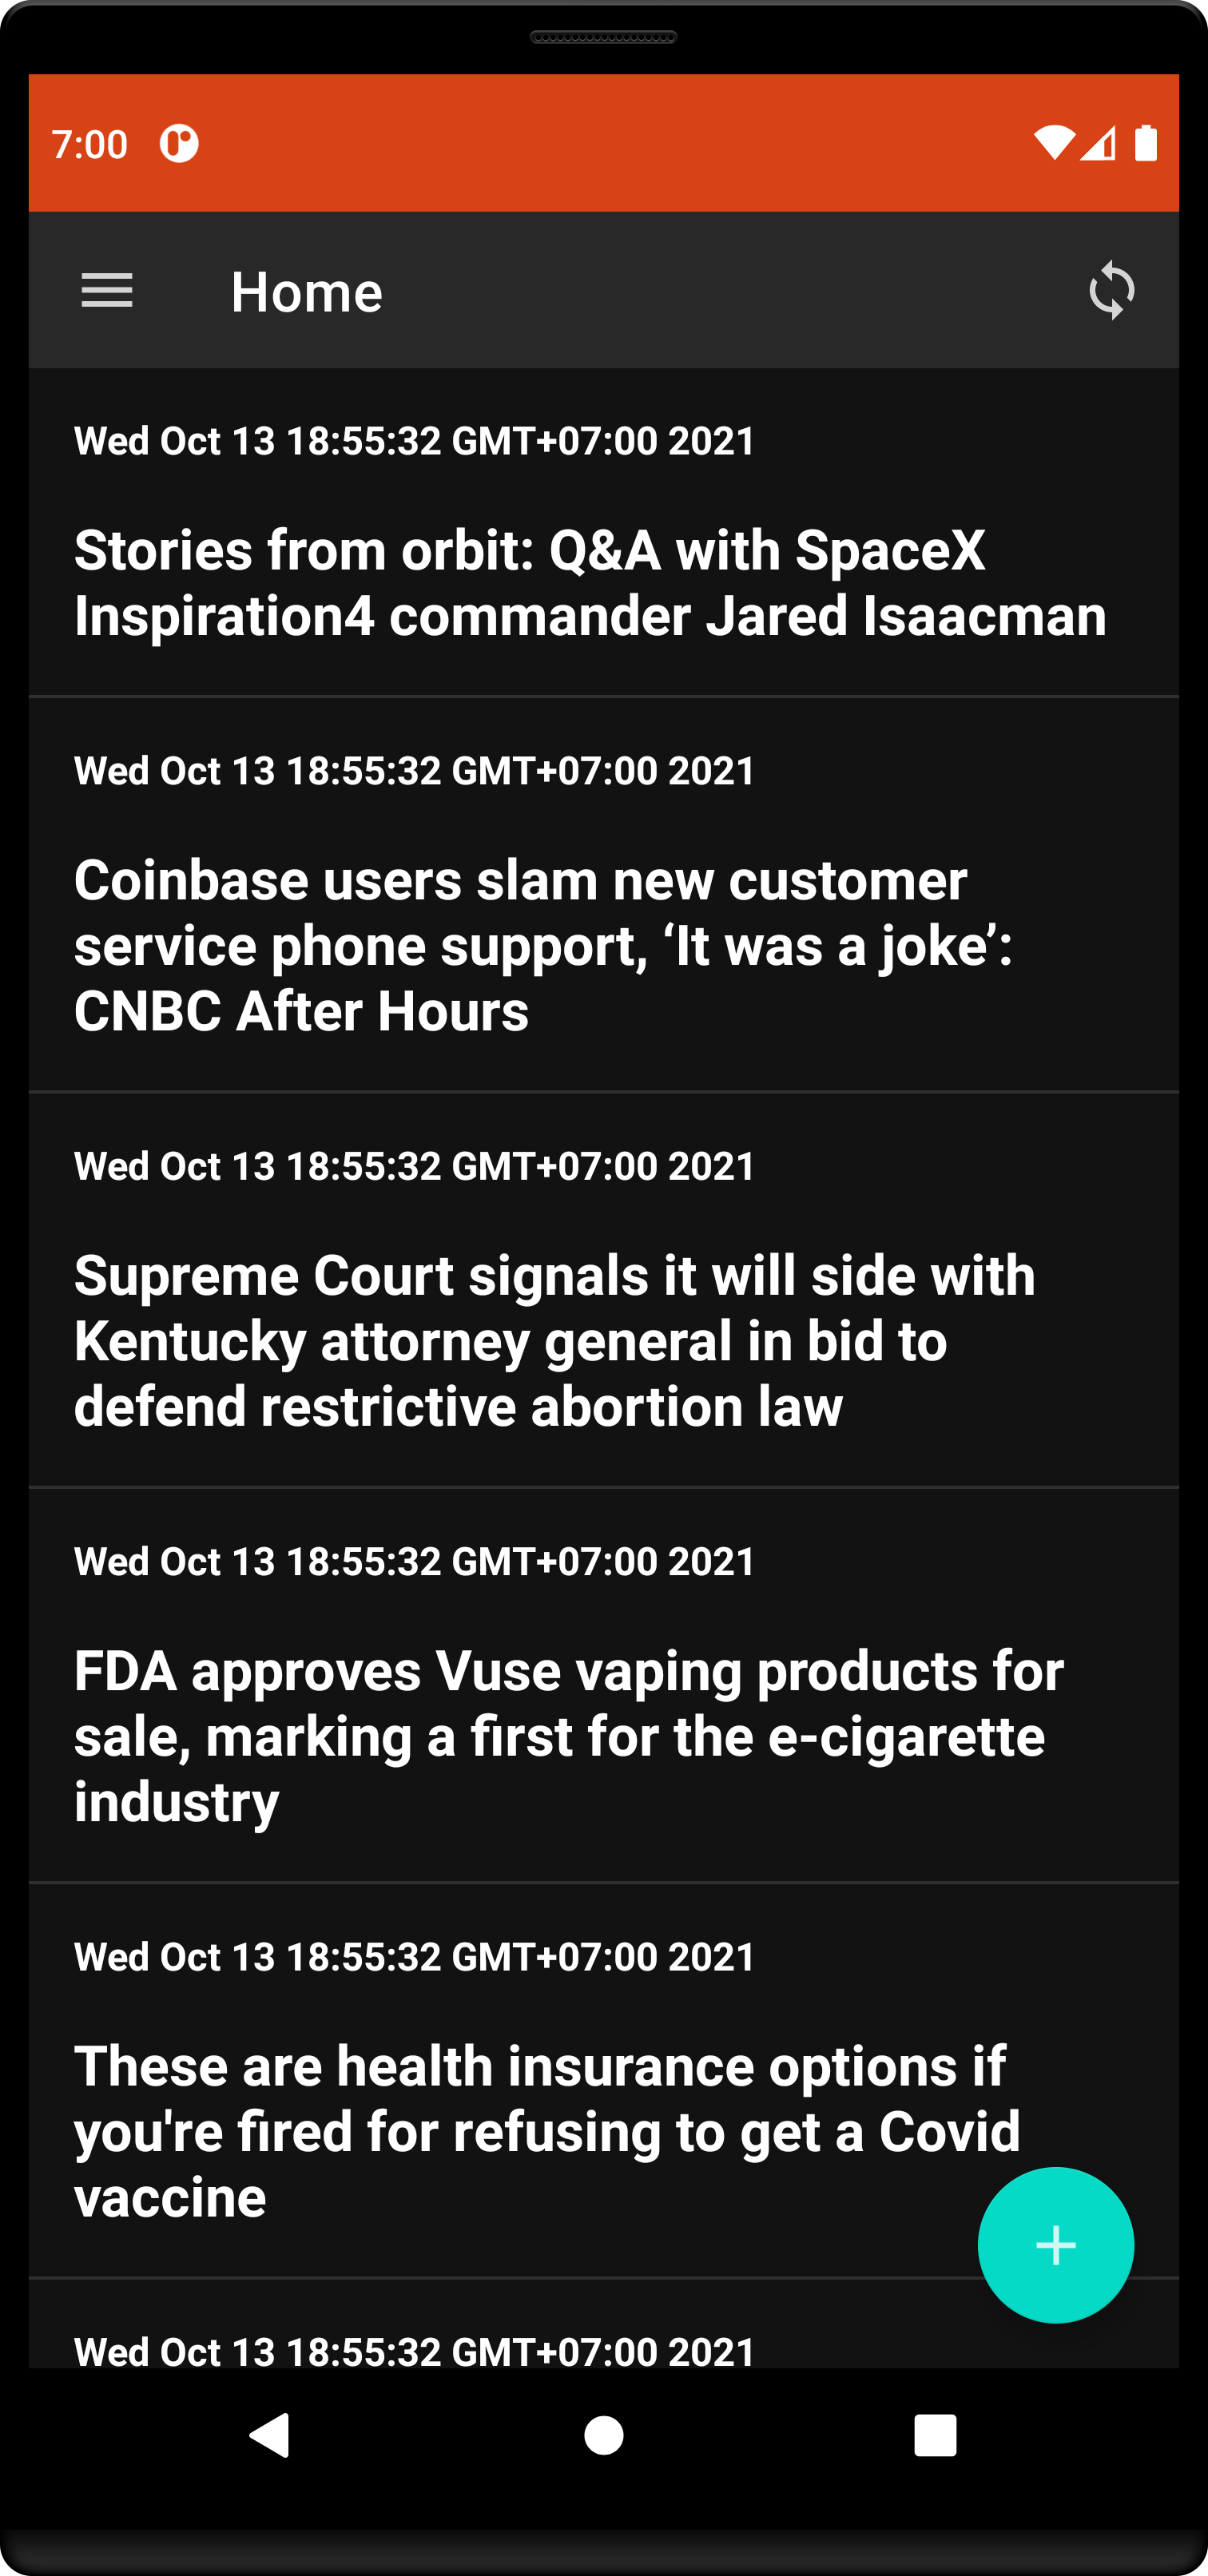 7:00
Home
Wed Oct 13 18:55:32 GMT+07:00 2021
Stories from orbit: Q&A with SpaceX
Inspiration4 commander Jared Isaacman
Wed Oct 13 18:55:32 GMT+07:00 2021
Coinbase users slam new customer
service phone support, ‘It was a joke’:
CNBC After Hours
Wed Oct 13 18:55:32 GMT+07:00 2021
Supreme Court signals it will side with
Kentucky attorney general in bid to
defend restrictive abortion law
Wed Oct 13 18:55:32 GMT+07:00 2021
FDA approves Vuse vaping products for
sale, marking a first for the e-cigarette
industry
Wed Oct 13 18:55:32 GMT+07:00 2021
These are health insurance options if
you're fired for refusing to get a Covid
vaccine
Wed Oct 13 18:55:32 GMT+07:00 2021